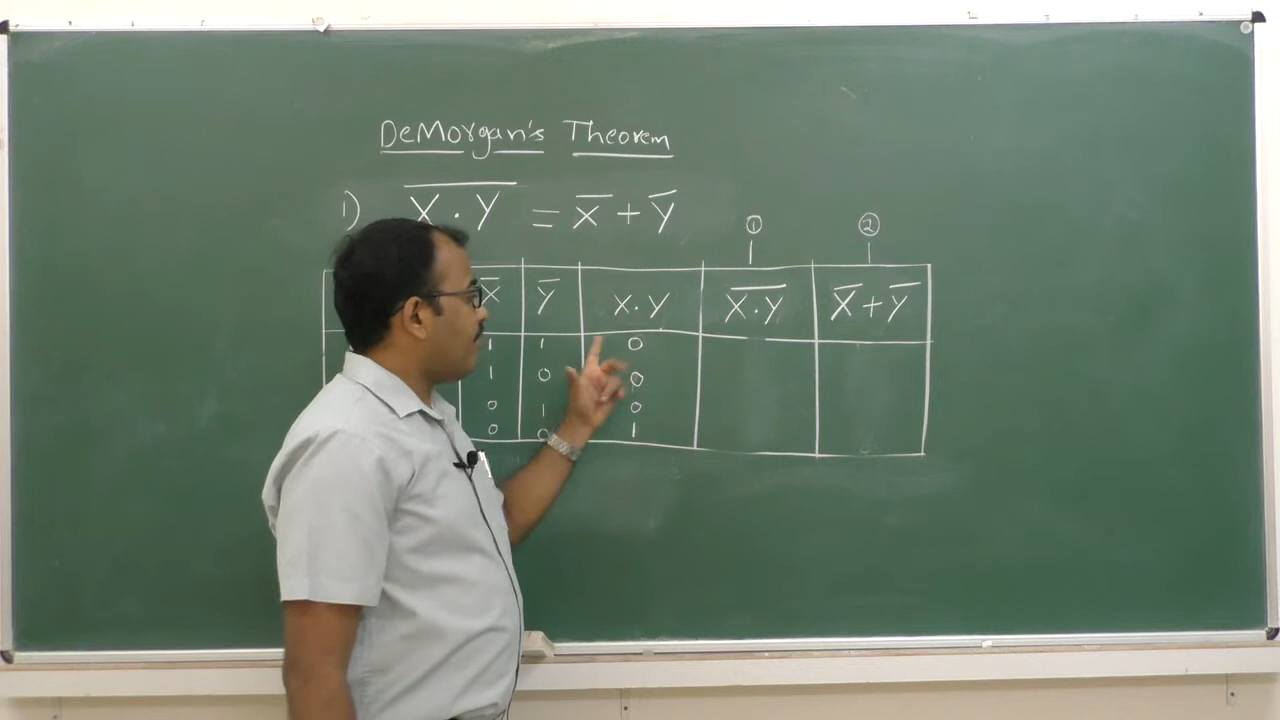 DeMorgan's Theorem
1) X̅ ̅·̅ ̅Y̅ = X̅ + Y̅
① ②
X̅ Y̅ X·Y X̅·̅Y̅ X̅+Y̅
1 1 0
1 0 0
0 1 0
0 0 1